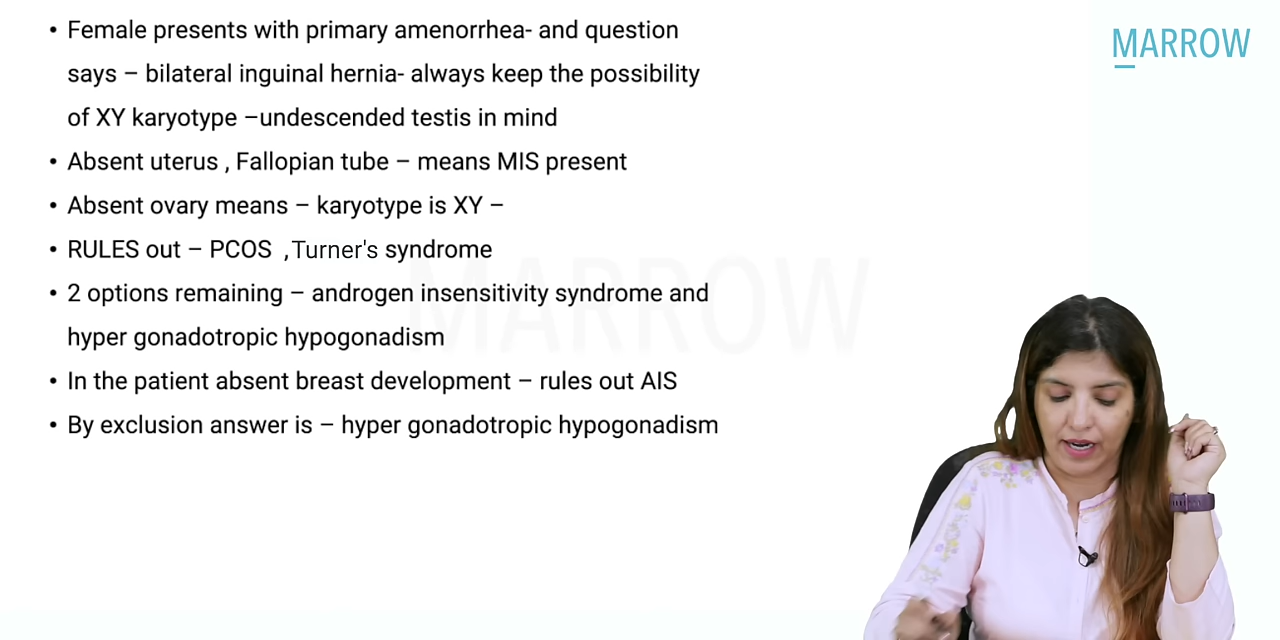 • Female presents with primary amenorrhea- and question
says – bilateral inguinal hernia- always keep the possibility
of XY karyotype –undescended testis in mind
• Absent uterus , Fallopian tube – means MIS present
• Absent ovary means – karyotype is XY –
• RULES out – PCOS ,Turner's syndrome
• 2 options remaining – androgen insensitivity syndrome and
hyper gonadotropic hypogonadism
• In the patient absent breast development – rules out AIS
• By exclusion answer is – hyper gonadotropic hypogonadism
MARROW
MARROW